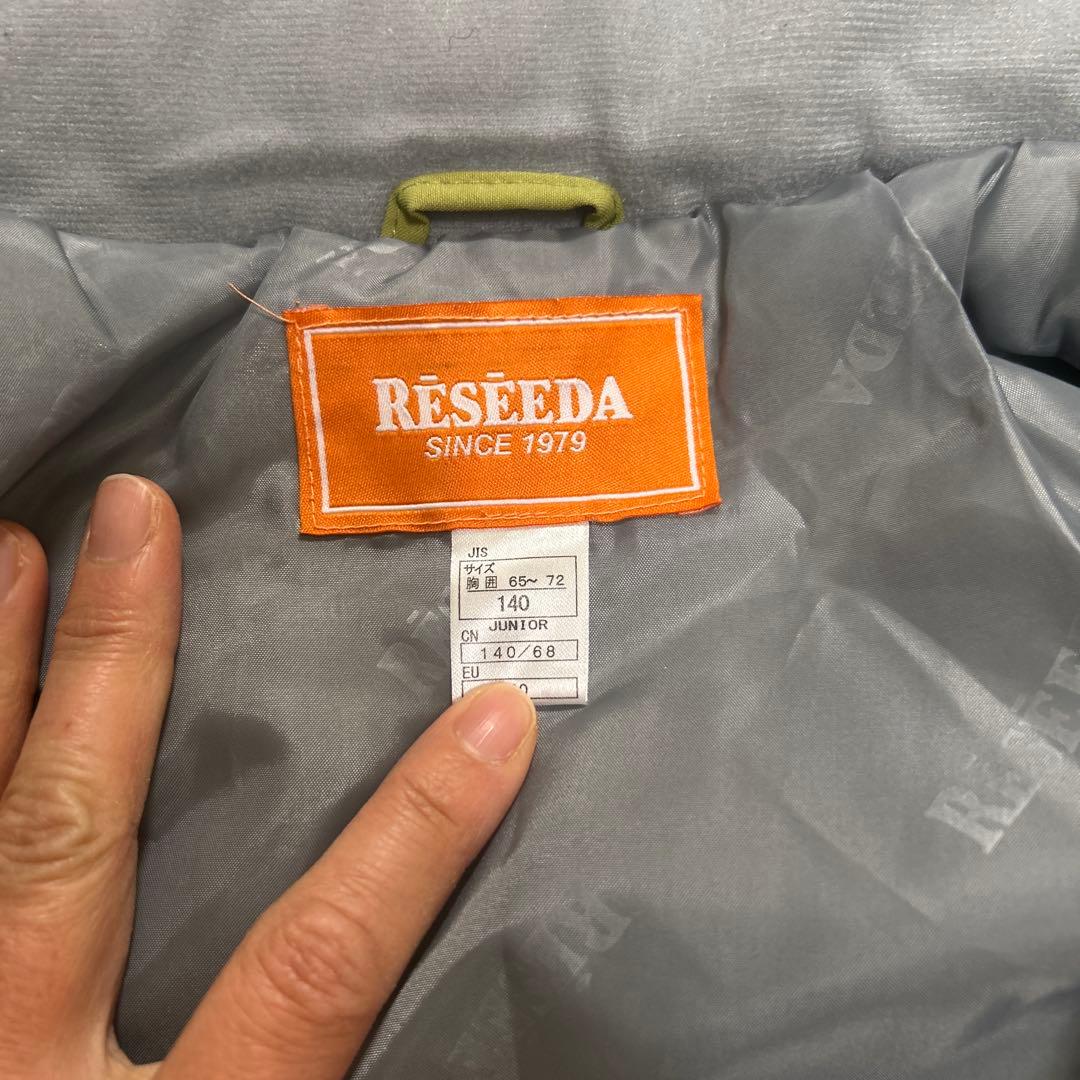 RĒSĒEDA
SINCE 1979
JIS
サイズ
胸囲 65～72
140
JUNIOR
CN
140/68
EU